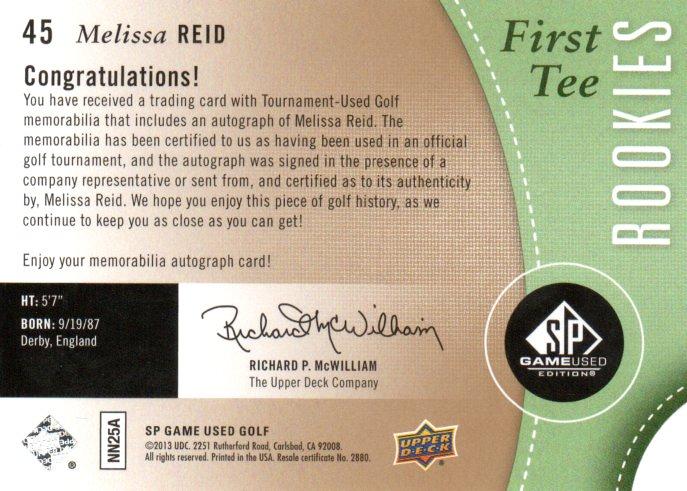 45 Melissa REID
First
Tee
ROOKIES
Congratulations!
You have received a trading card with Tournament-Used Golf
memorabilia that includes an autograph of Melissa Reid. The
memorabilia has been certified to us as having been used in an official
golf tournament, and the autograph was signed in the presence of a
company representative or sent from, and certified as to its authenticity
by, Melissa Reid. We hope you enjoy this piece of golf history, as we
continue to keep you as close as you can get!
Enjoy your memorabilia autograph card!
HT: 5'7"
BORN: 9/19/87
Derby, England
Richard McWilliam
RICHARD P. McWILLIAM
The Upper Deck Company
SP
GAMEUSED
EDITION®
NN25A
SP GAME USED GOLF
©2013 UDC. 2251 Rutherford Road, Carlsbad, CA 92008.
All rights reserved. Printed in the USA. Resale certificate No. 2880.
UPPER
DECK
®